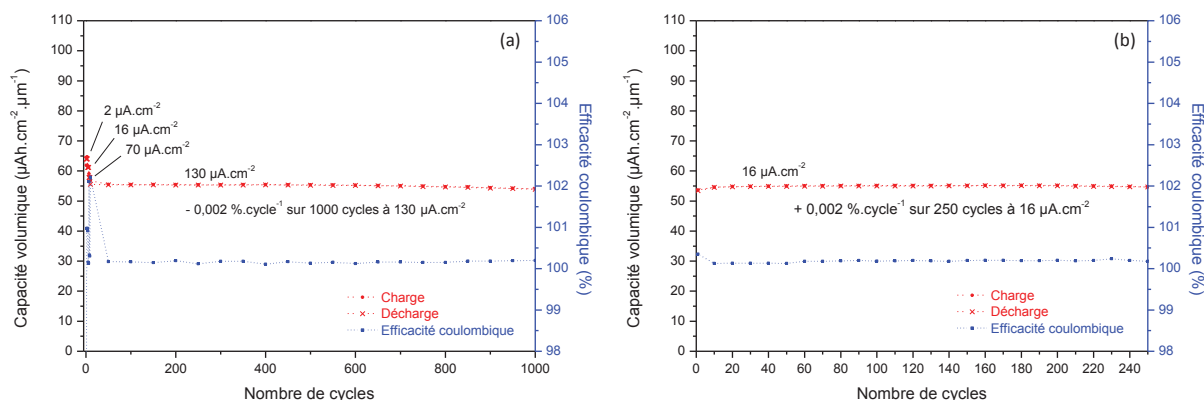 (a)
Capacité volumique (µAh.cm⁻².µm⁻¹)
110
100
90
80
70
60
50
40
30
20
10
0
2 µA.cm⁻²
16 µA.cm⁻²
70 µA.cm⁻²
130 µA.cm⁻²
- 0,002 %.cycle⁻¹ sur 1000 cycles à 130 µA.cm⁻²
Charge
Décharge
Efficacité coulombique
0 200 400 600 800 1000
Nombre de cycles
106
105
104
103
102
101
100
99
98
Efficacité coulombique (%)
(b)
Capacité volumique (µAh.cm⁻².µm⁻¹)
110
100
90
80
70
60
50
40
30
20
10
0
16 µA.cm⁻²
+ 0,002 %.cycle⁻¹ sur 250 cycles à 16 µA.cm⁻²
Charge
Décharge
Efficacité coulombique
0 20 40 60 80 100 120 140 160 180 200 220 240
Nombre de cycles
106
105
104
103
102
101
100
99
98
Efficacité coulombique (%)